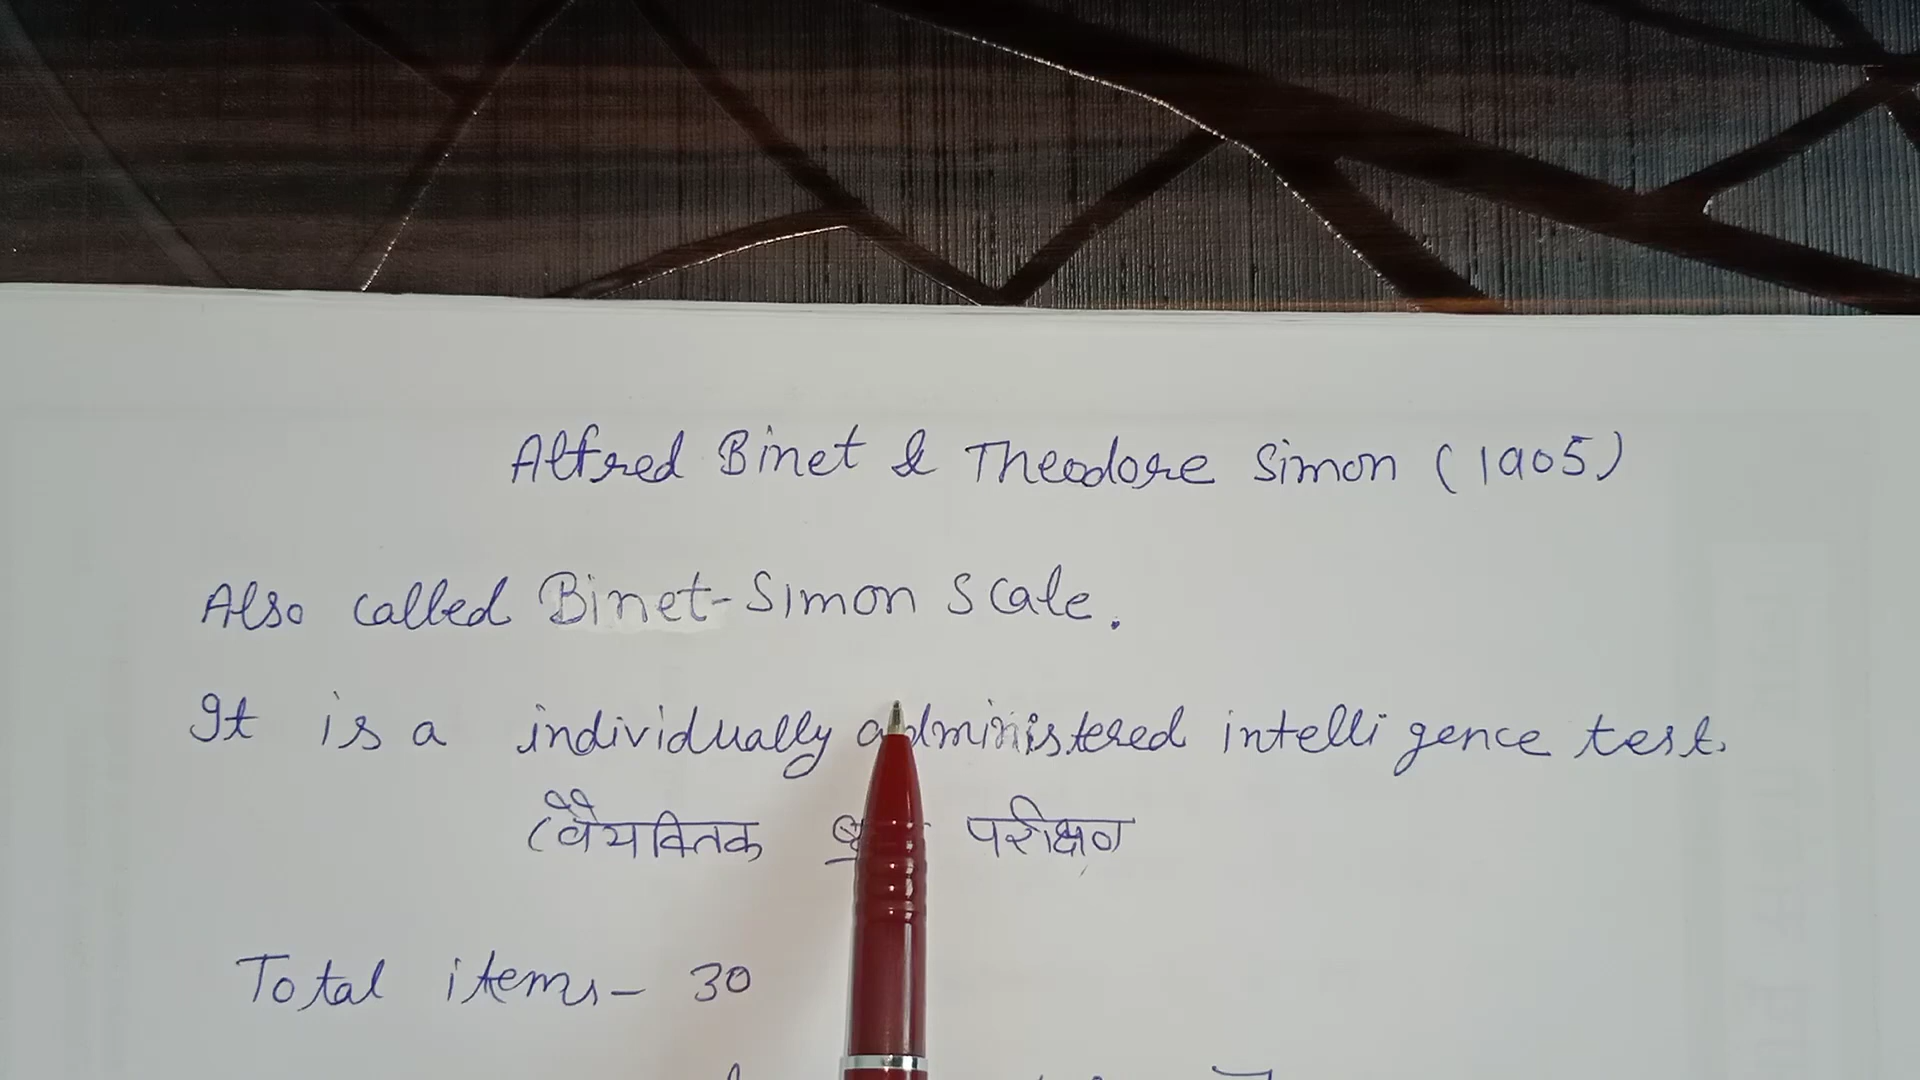 Alfred Binet & Theodore Simon (1905)
Also called Binet-Simon Scale.
It is a individually administered intelligence test.
(वैयक्तिक परीक्षण
Total items - 30